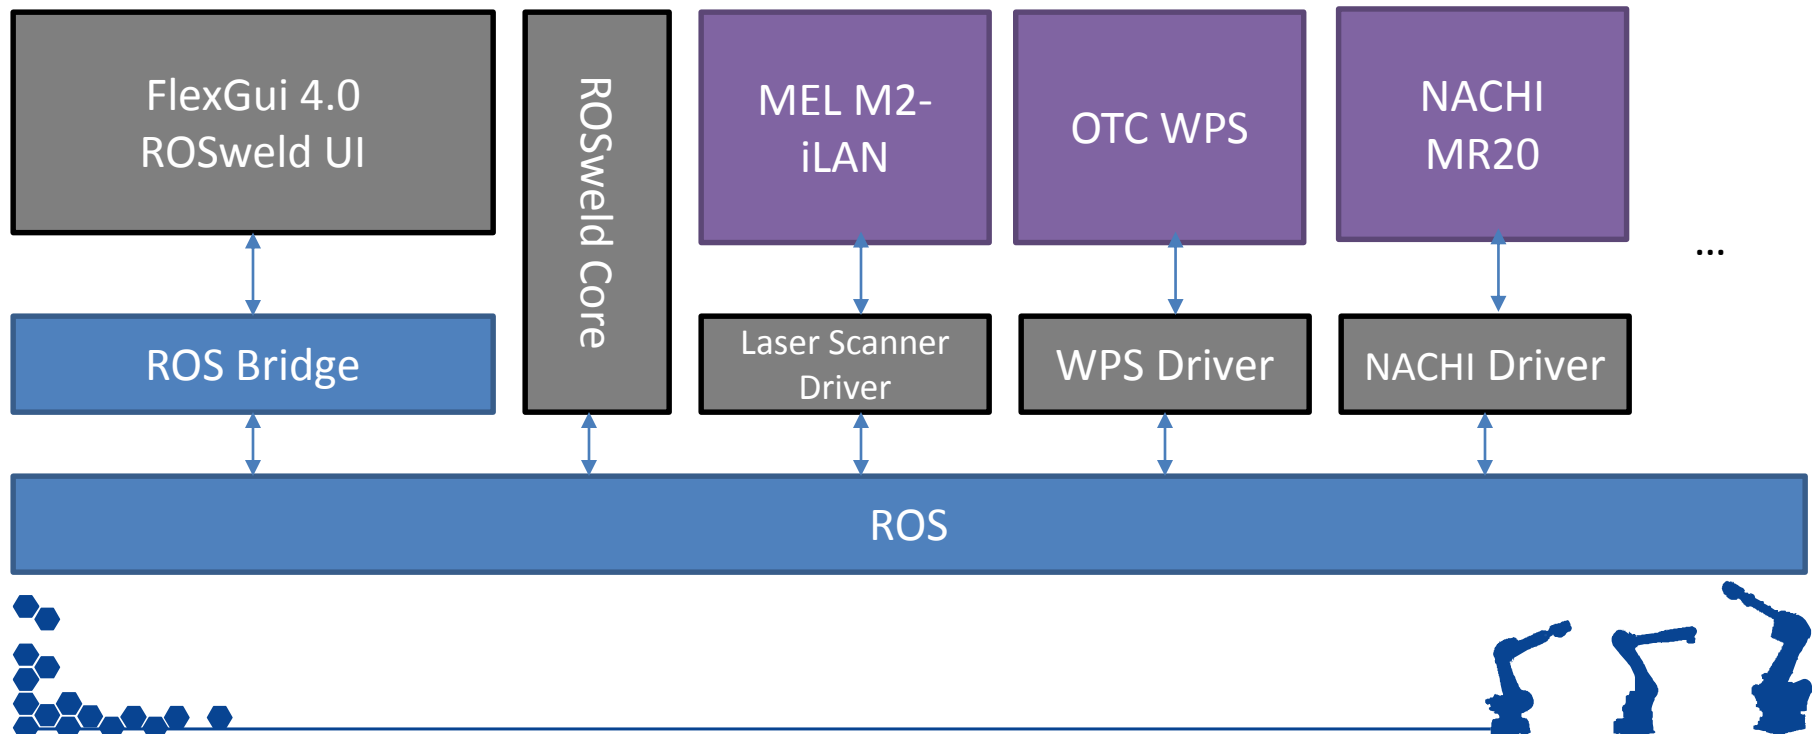 FlexGui 4.0
ROSweld UI
ROSweld Core
MEL M2-
iLAN
OTC WPS
NACHI
MR20
...
ROS Bridge
Laser Scanner
Driver
WPS Driver
NACHI Driver
ROS